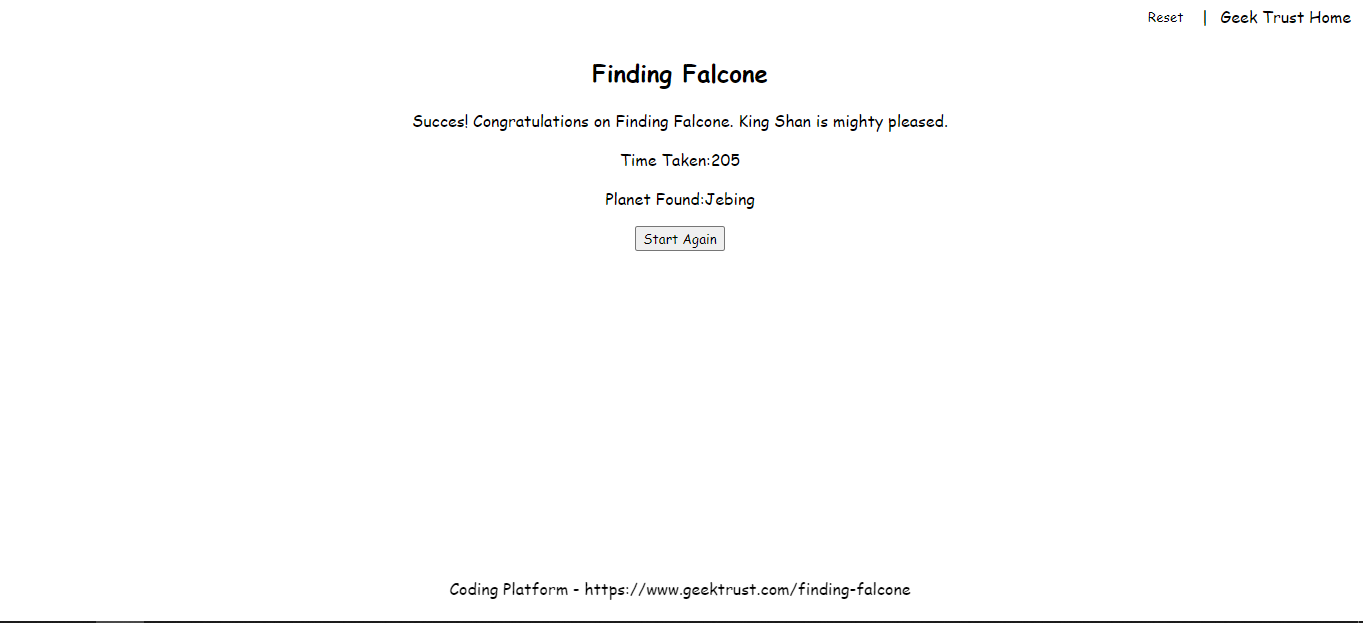 Reset | Geek Trust Home
Finding Falcone
Succes! Congratulations on Finding Falcone. King Shan is mighty pleased.
Time Taken:205
Planet Found:Jebing
Start Again
Coding Platform - https://www.geektrust.com/finding-falcone